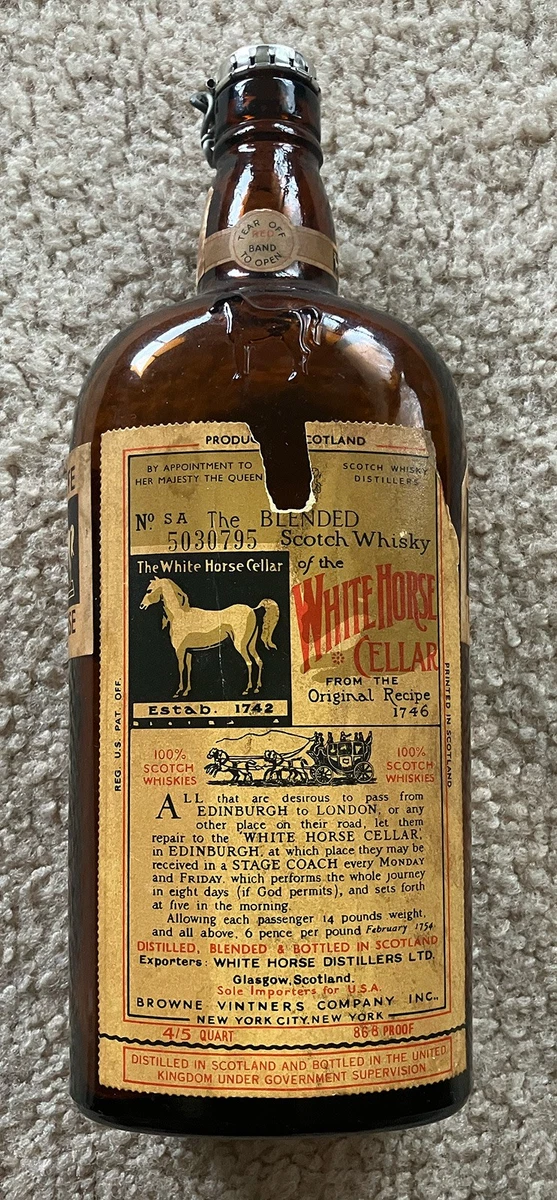 TEAR OFF
RED
BAND
TO OPEN
PRODUC COTLAND
BY APPOINTMENT TO
HER MAJESTY THE QUEEN
SCOTCH WHISKY
DISTILLERS
No SA The BLENDED
5030795 Scotch Whisky
of the
The White Horse Cellar
WHITE HORSE
CELLAR
FROM THE
Original Recipe
1746
Estab. 1742
REG. U.S. PAT. OFF.
PRINTED IN SCOTLAND
100%
SCOTCH
WHISKIES
100%
SCOTCH
WHISKIES
ALL that are desirous to pass from
EDINBURGH to LONDON, or any
other place on their road, let them
repair to the WHITE HORSE CELLAR,
in EDINBURGH, at which place they may be
received in a STAGE COACH every MONDAY
and FRIDAY, which performs the whole journey
in eight days (if God permits), and sets forth
at five in the morning.
Allowing each passenger 14 pounds weight,
and all above, 6 pence per pound February 1754
DISTILLED, BLENDED & BOTTLED IN SCOTLAND
Exporters: WHITE HORSE DISTILLERS LTD.
Glasgow, Scotland.
Sole Importers for U.S.A.
BROWNE VINTNERS COMPANY INC.,
NEW YORK CITY, NEW YORK
4/5 QUART 86·8 PROOF
DISTILLED IN SCOTLAND AND BOTTLED IN THE UNITED
KINGDOM UNDER GOVERNMENT SUPERVISION